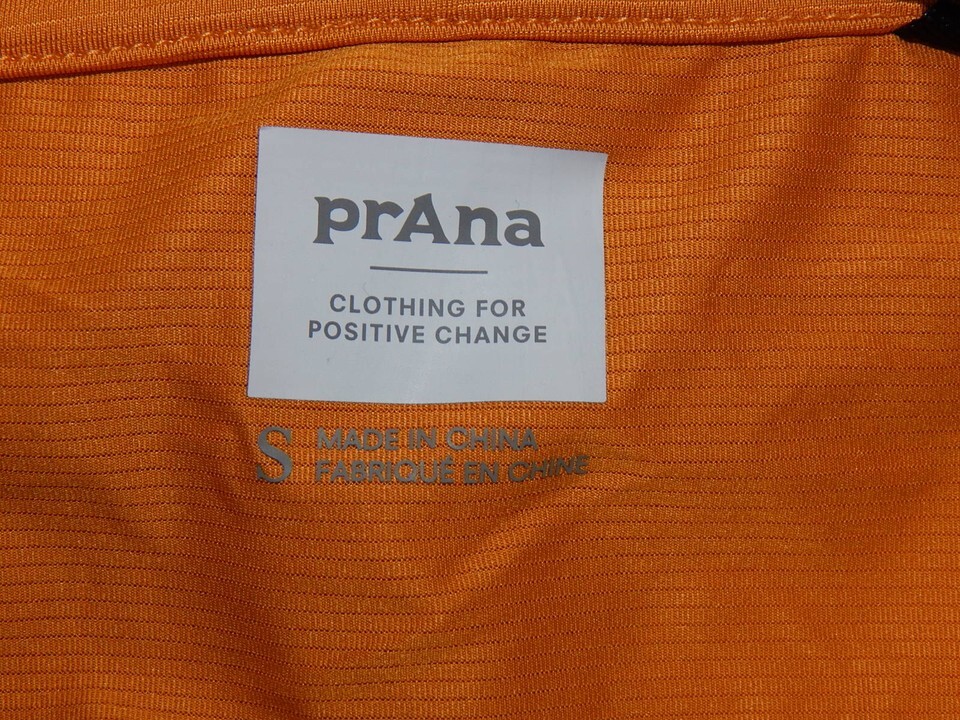 prAna
CLOTHING FOR
POSITIVE CHANGE
S MADE IN CHINA
FABRIQUÉ EN CHINE